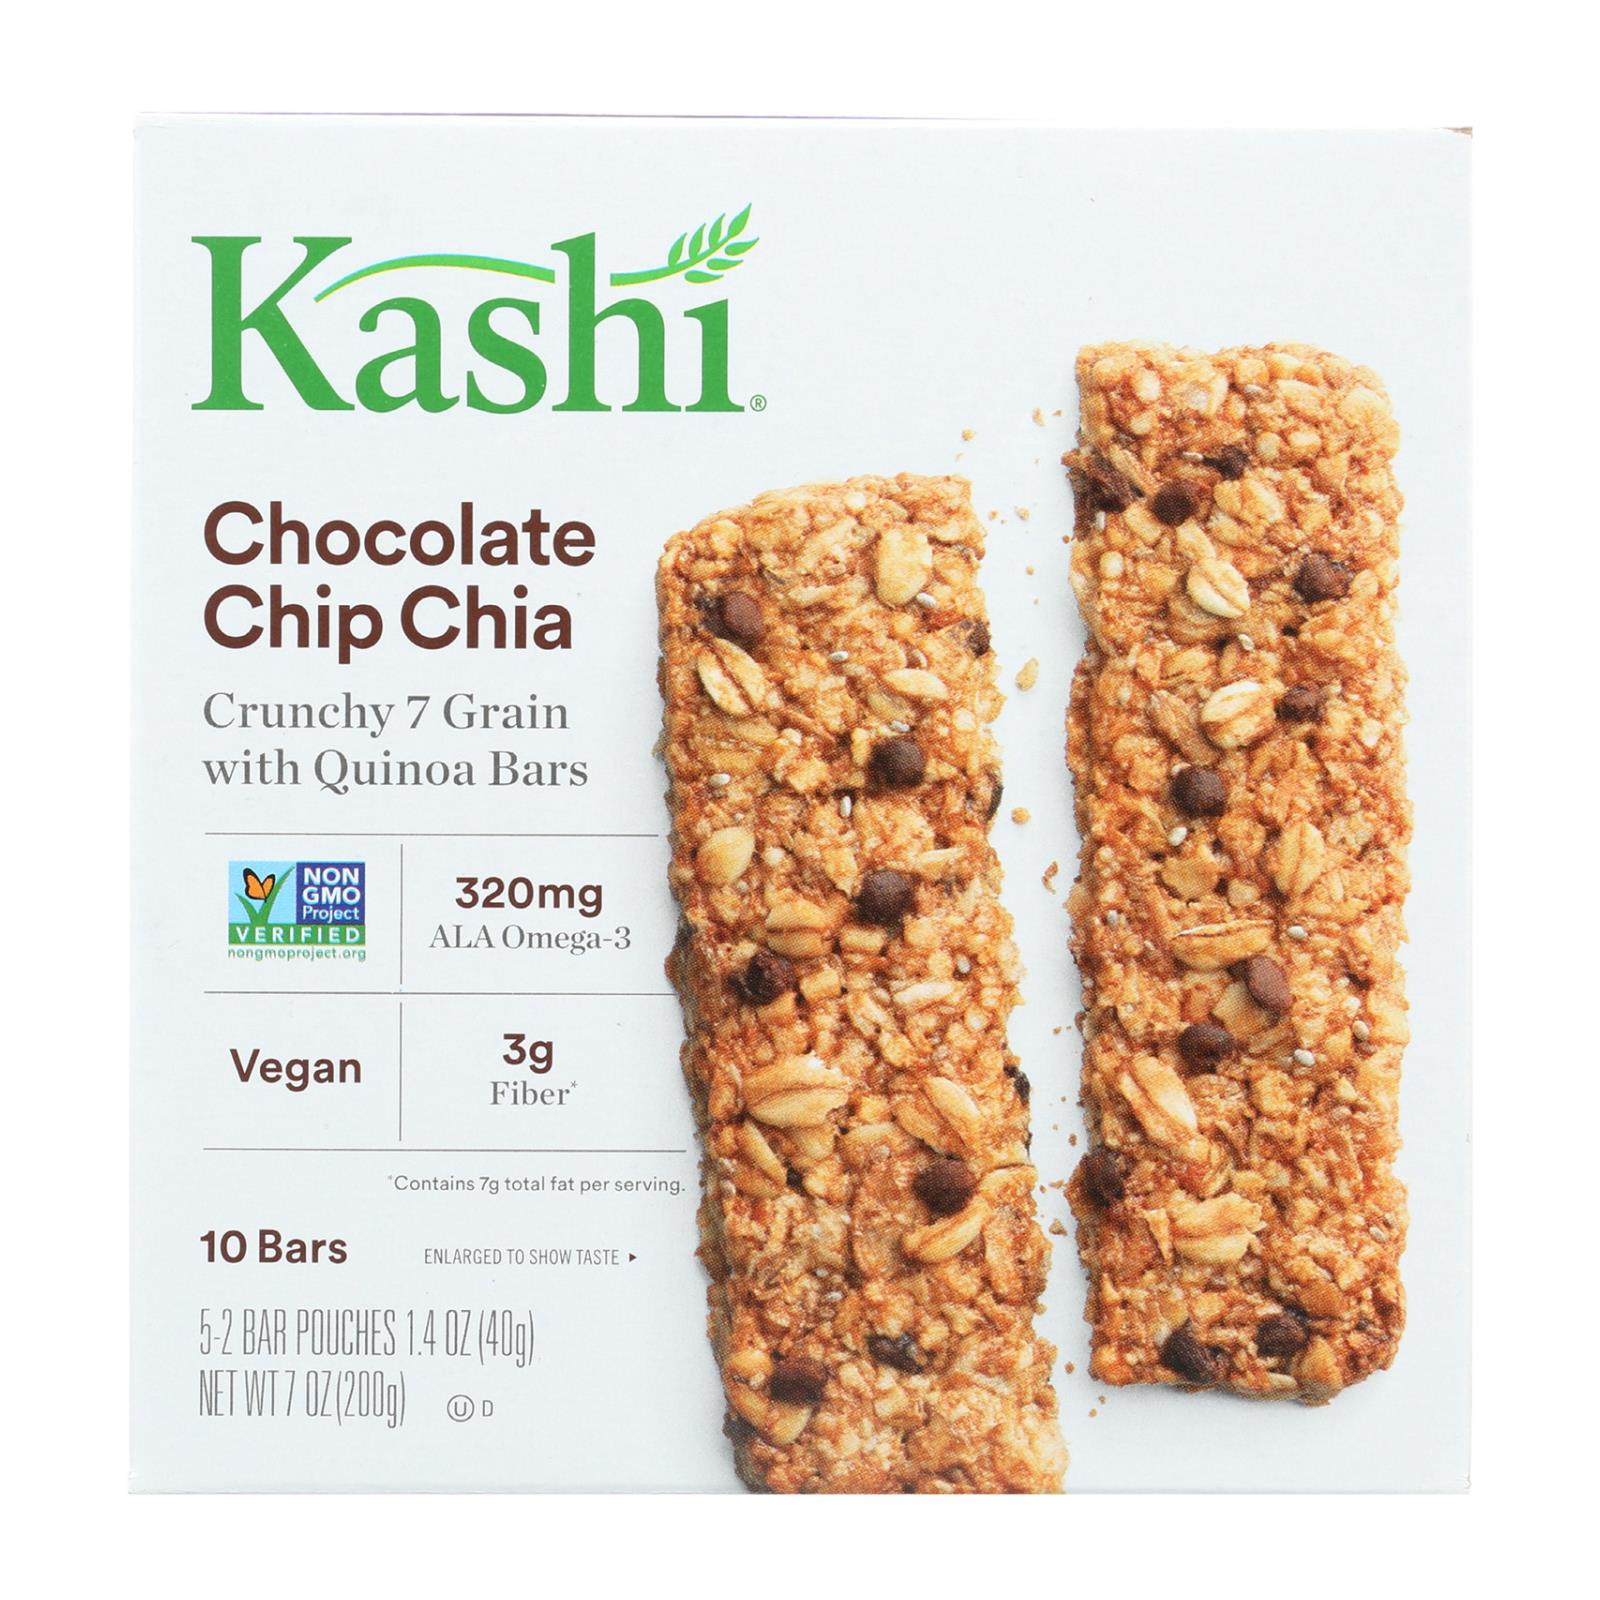 Kashi®
Chocolate
Chip Chia
Crunchy 7 Grain
with Quinoa Bars
NON
GMO
Project
VERIFIED
nongmoproject.org
320mg
ALA Omega-3
Vegan
3g
Fiber*
*Contains 7g total fat per serving.
10 Bars
ENLARGED TO SHOW TASTE ▸
5-2 BAR POUCHES 1.4 OZ (40g)
NET WT 7 OZ (200g)
Ⓤ D